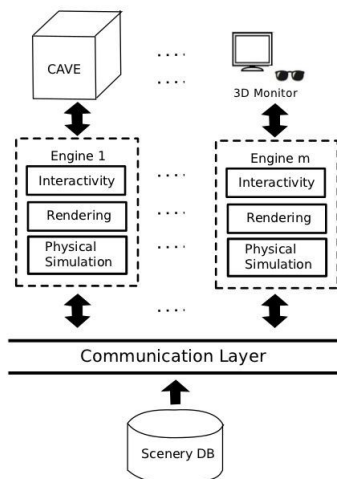 CAVE
3D Monitor
Engine 1
Interactivity
Rendering
Physical
Simulation
Engine m
Interactivity
Rendering
Physical
Simulation
Communication Layer
Scenery DB